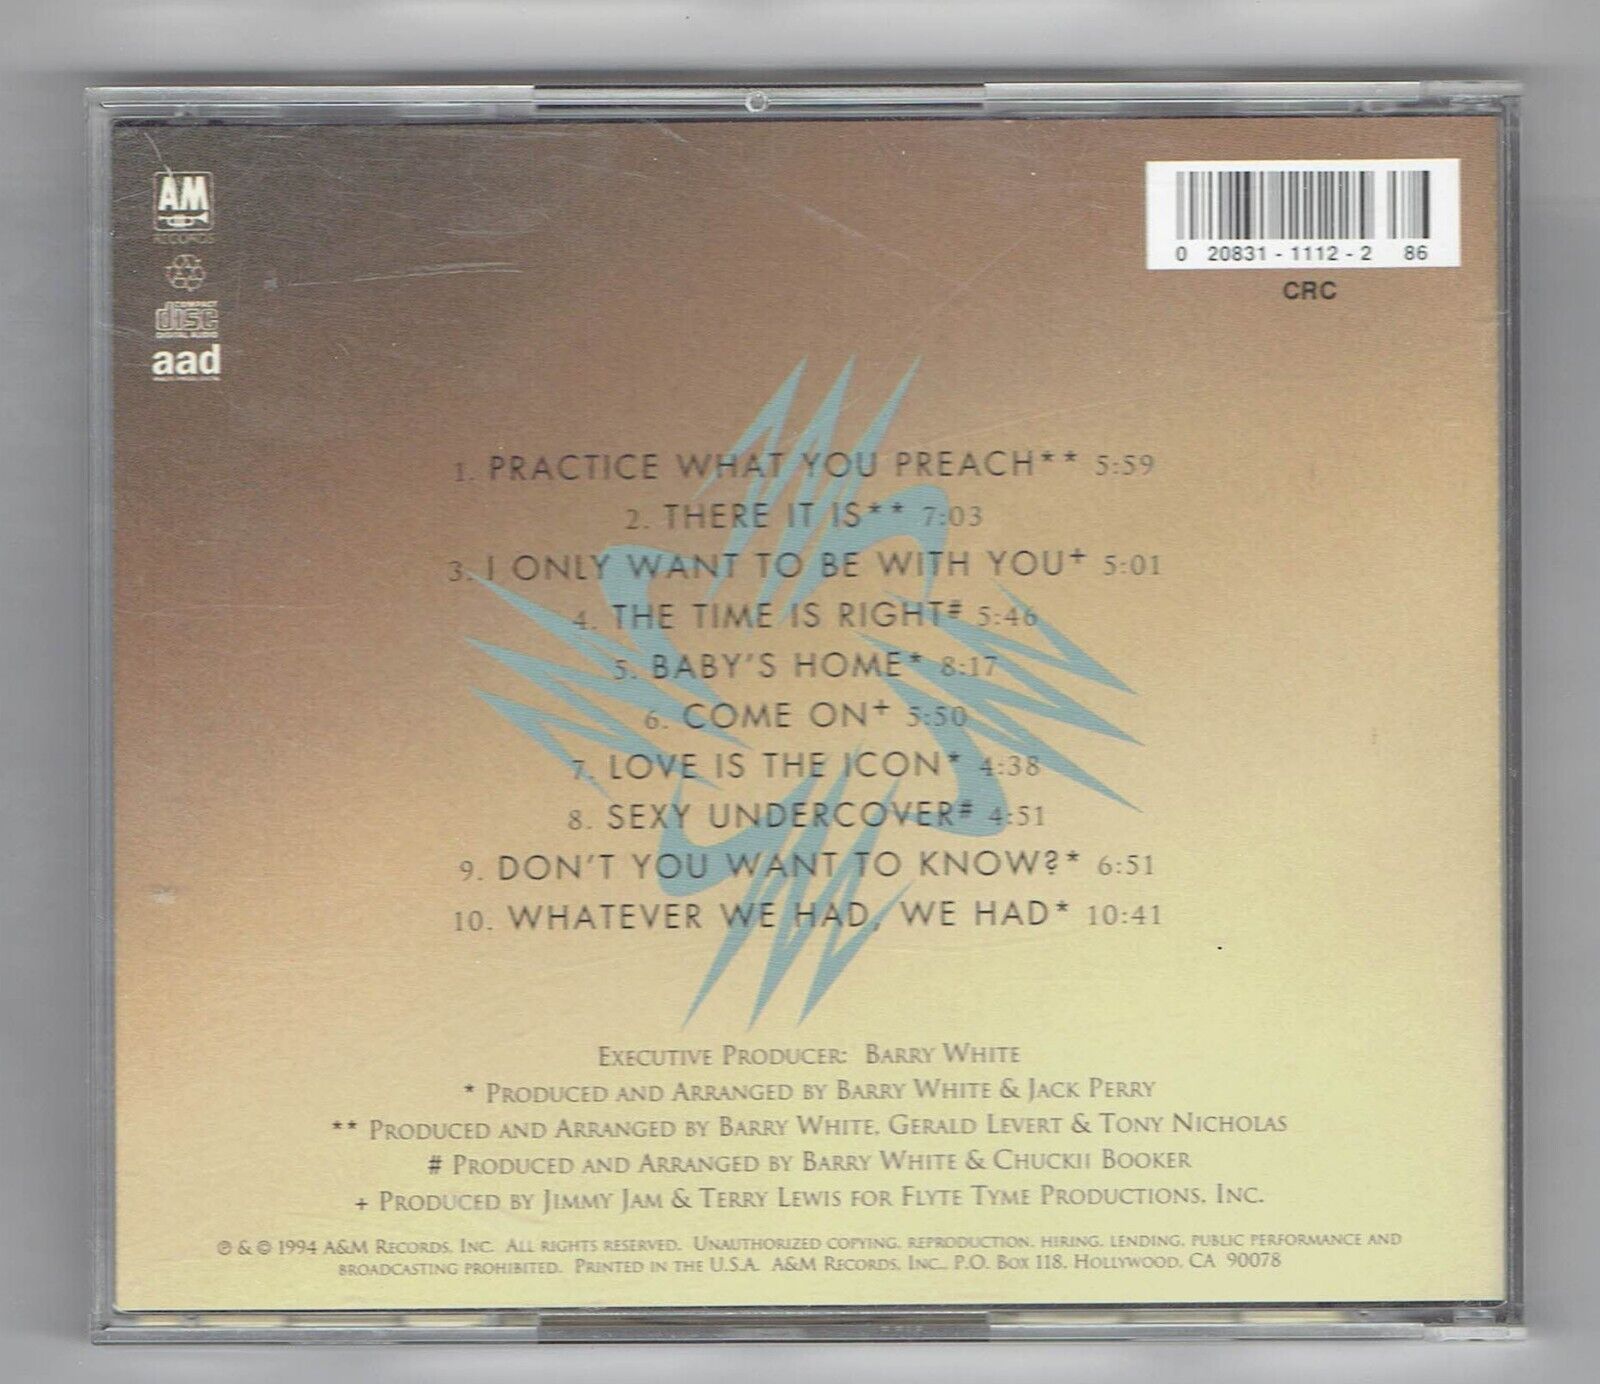 AM
RECORDS
COMPACT
disc
DIGITAL AUDIO
aad
0 20831 - 1112 - 2 86
CRC
1. PRACTICE WHAT YOU PREACH** 5:59
2. THERE IT IS** 7:03
3. I ONLY WANT TO BE WITH YOU+ 5:01
4. THE TIME IS RIGHT# 5:46
5. BABY'S HOME* 8:17
6. COME ON+ 5:50
7. LOVE IS THE ICON* 4:38
8. SEXY UNDERCOVER# 4:51
9. DON'T YOU WANT TO KNOW?* 6:51
10. WHATEVER WE HAD, WE HAD* 10:41
EXECUTIVE PRODUCER: BARRY WHITE
* PRODUCED AND ARRANGED BY BARRY WHITE & JACK PERRY
** PRODUCED AND ARRANGED BY BARRY WHITE, GERALD LEVERT & TONY NICHOLAS
# PRODUCED AND ARRANGED BY BARRY WHITE & CHUCKII BOOKER
+ PRODUCED BY JIMMY JAM & TERRY LEWIS FOR FLYTE TYME PRODUCTIONS, INC.
℗ & © 1994 A&M RECORDS, INC. ALL RIGHTS RESERVED. UNAUTHORIZED COPYING, REPRODUCTION, HIRING, LENDING, PUBLIC PERFORMANCE AND
BROADCASTING PROHIBITED. PRINTED IN THE U.S.A. A&M RECORDS, INC., P.O. BOX 118, HOLLYWOOD, CA 90078